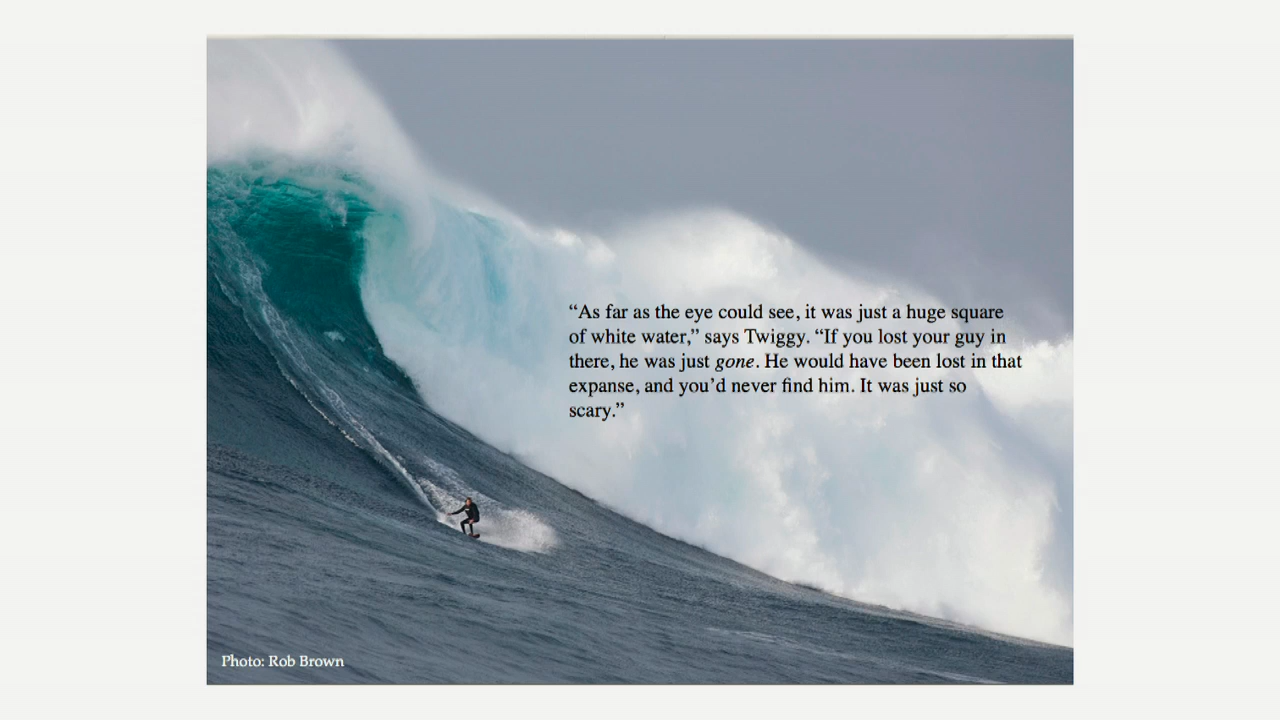 “As far as the eye could see, it was just a huge square
of white water,” says Twiggy. “If you lost your guy in
there, he was just gone. He would have been lost in that
expanse, and you’d never find him. It was just so
scary.”
Photo: Rob Brown